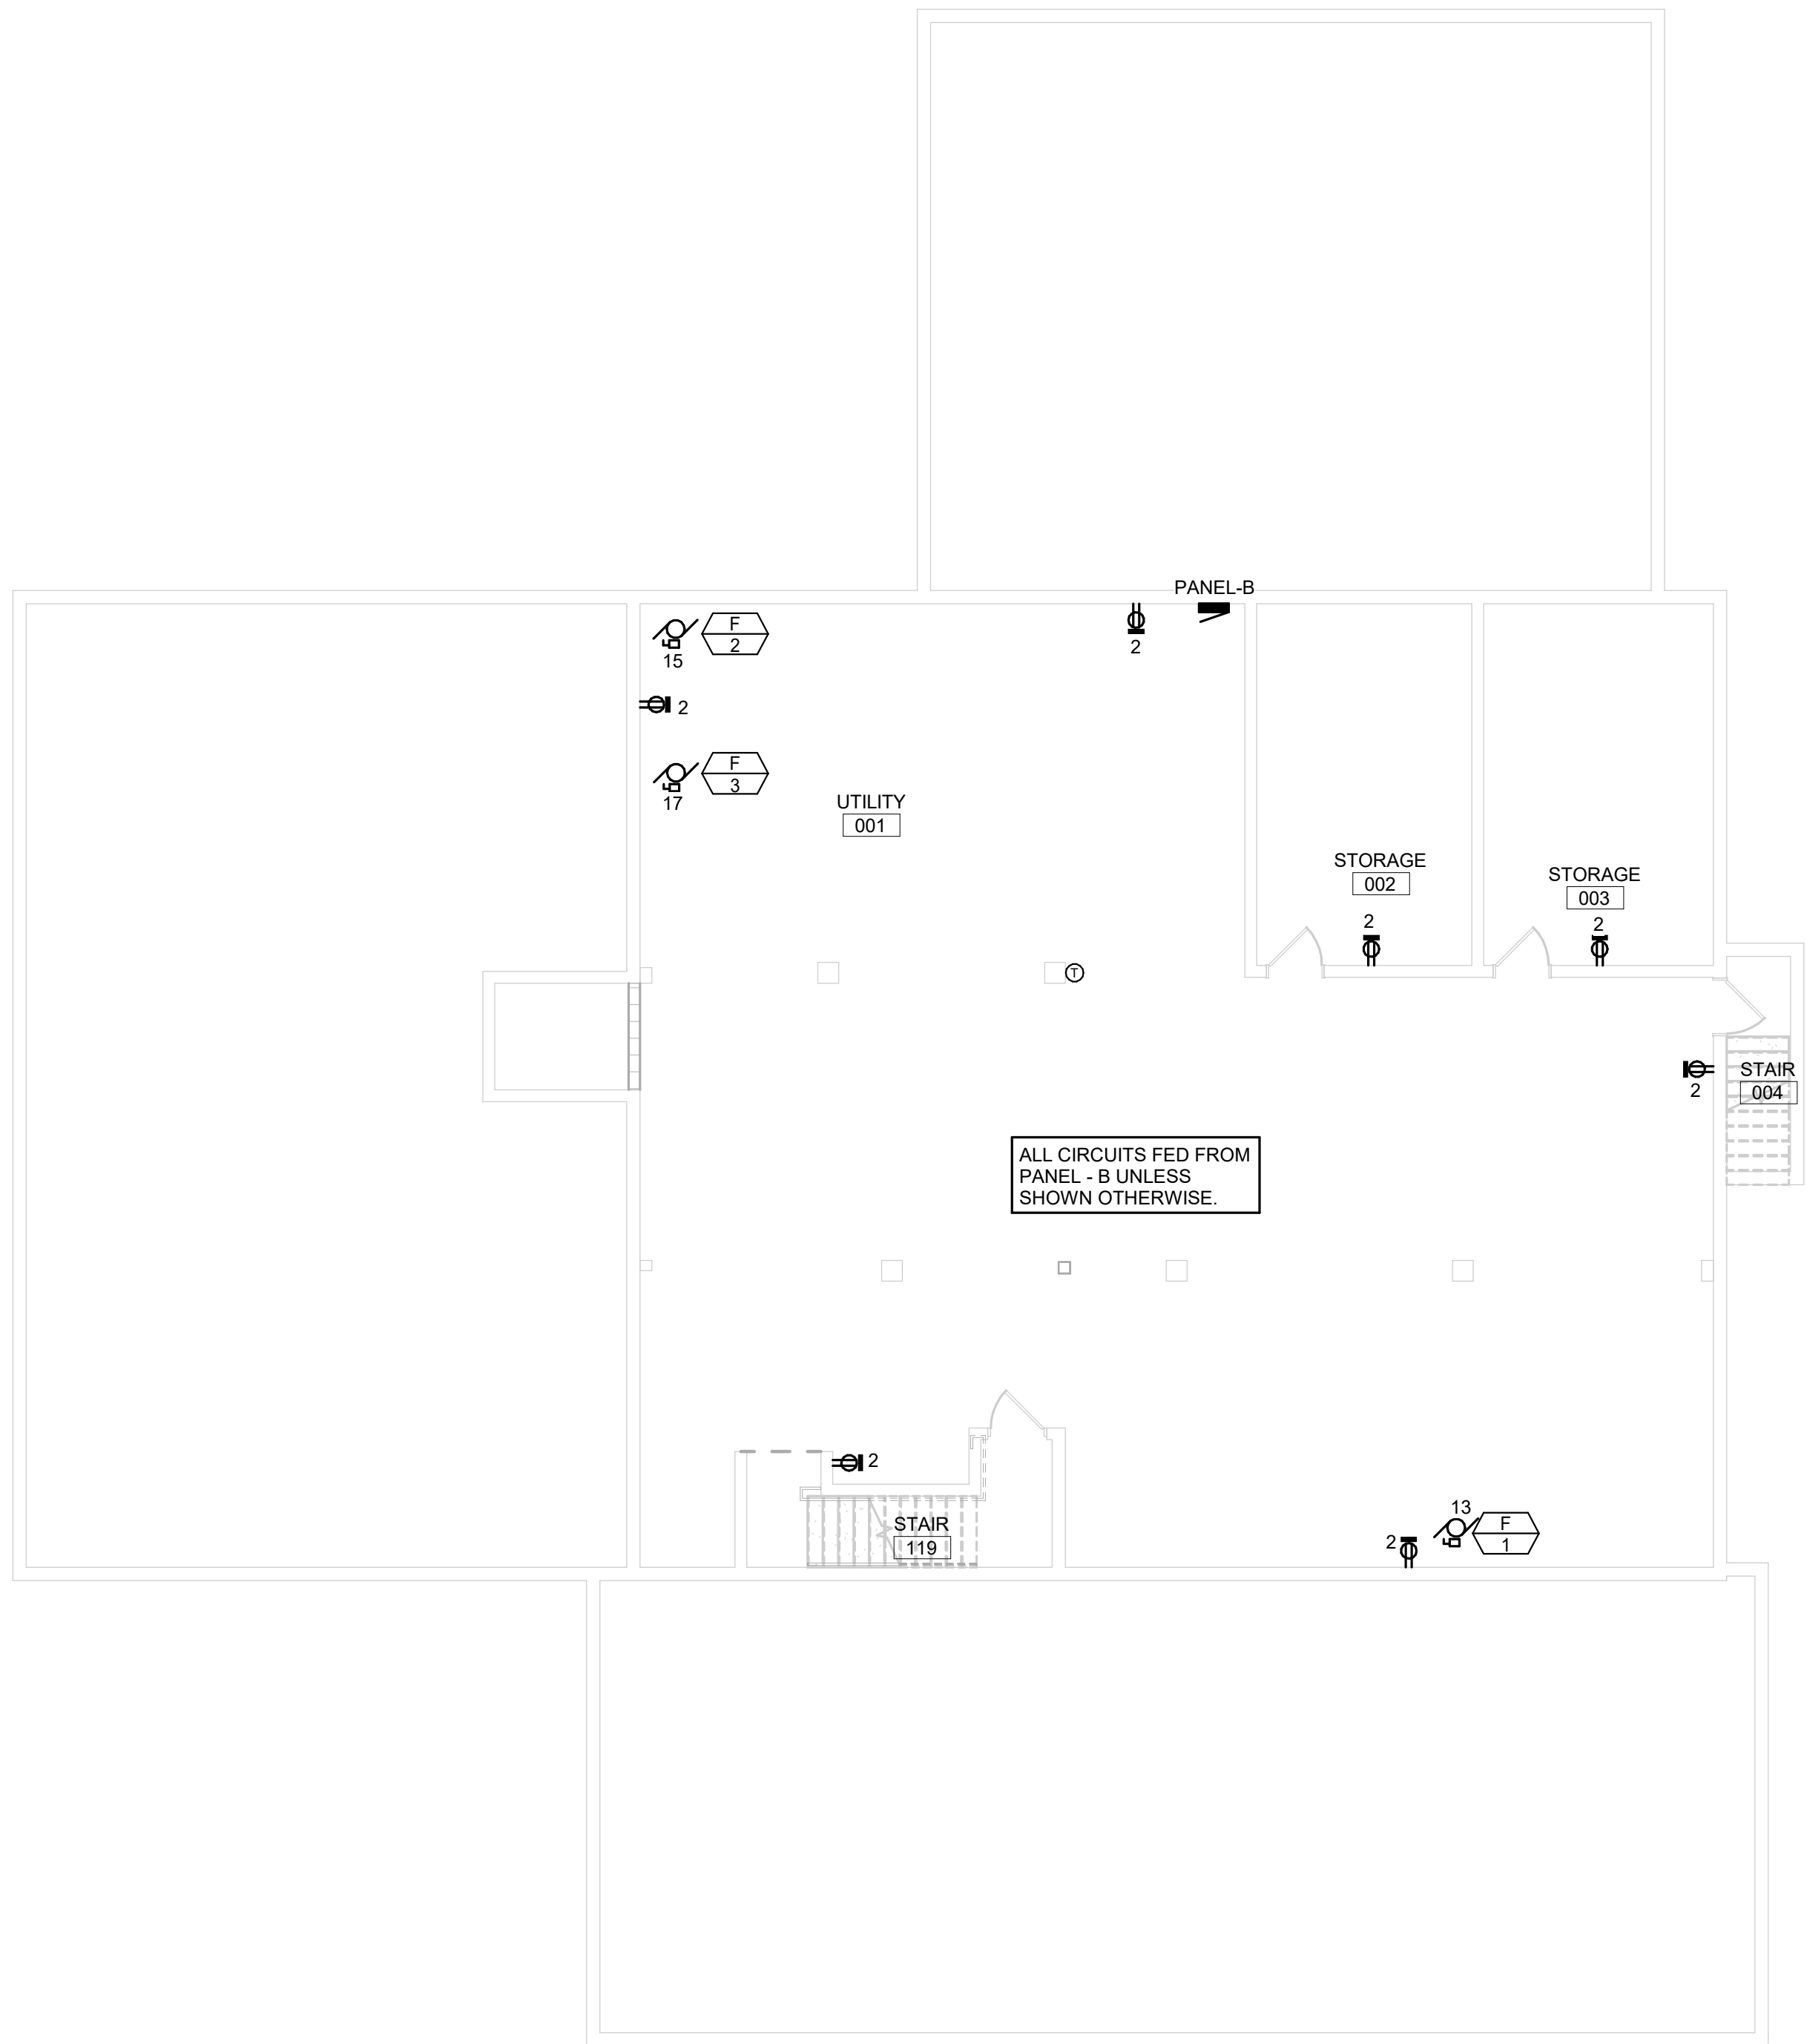 PANEL-B
F
2
15
2
2
F
3
17
UTILITY
001
STORAGE
002
STORAGE
003
2
2
T
STAIR
004
2
ALL CIRCUITS FED FROM
PANEL - B UNLESS
SHOWN OTHERWISE.
2
STAIR
119
13
F
1
2